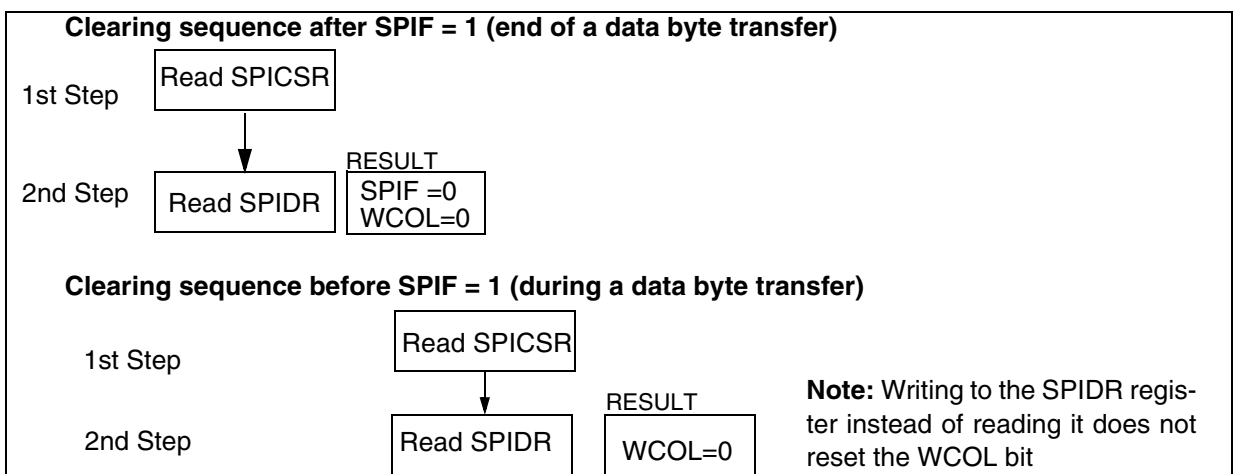 Clearing sequence after SPIF = 1 (end of a data byte transfer)
1st Step
Read SPICSR
2nd Step
Read SPIDR
RESULT
SPIF =0
WCOL=0
Clearing sequence before SPIF = 1 (during a data byte transfer)
1st Step
Read SPICSR
2nd Step
Read SPIDR
RESULT
WCOL=0
Note: Writing to the SPIDR regis-
ter instead of reading it does not
reset the WCOL bit